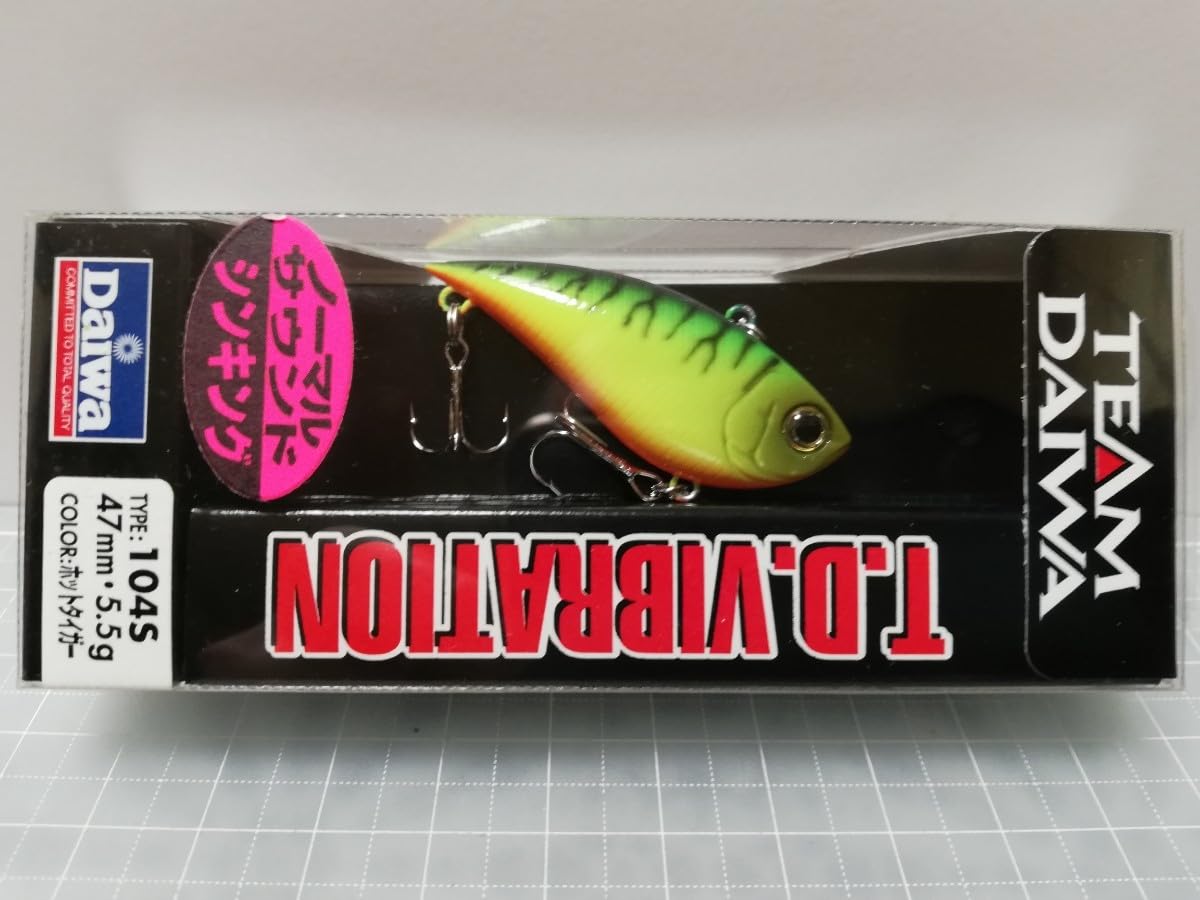 Daiwa
COMMITTED TO TOTAL QUALITY
ノーマル
サウンド
シンキング
TYPE:104S
47mm・5.5g
COLOR:ホットタイガー
T.D.VIBRATION
TEAM
DAIWA